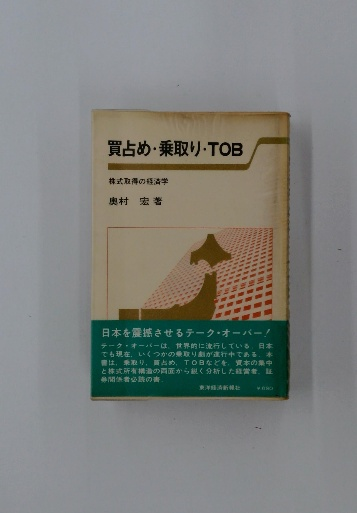 買占め・乗取り・TOB
株式取得の経済学
奥村 宏著
日本を震撼させるテーク・オーバー!
テーク・オーバーは、世界的に流行している。日本
でも現在、いくつかの乗取り劇が進行中である。本
書は、乗取り、買占め、TOBなどを、資本の集中
と株式所有構造の両面から鋭く分析した経営者、証
券関係者必読の書。
東洋経済新報社